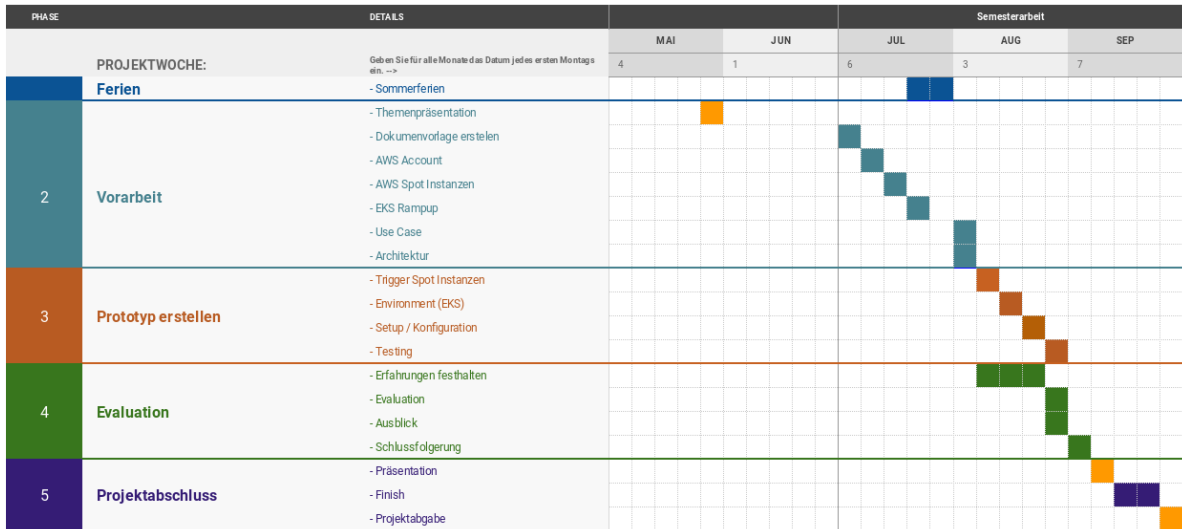 PHASE DETAILS Semesterarbeit
MAI JUN JUL AUG SEP
PROJEKTWOCHE: Geben Sie für alle Monate das Datum jedes ersten Montags
ein. --> 4 1 6 3 7
Ferien - Sommerferien
- Themenpräsentation
- Dokumenvorlage erstelen
- AWS Account
- AWS Spot Instanzen
2 Vorarbeit
- EKS Rampup
- Use Case
- Architektur
- Trigger Spot Instanzen
- Environment (EKS)
3 Prototyp erstellen
- Setup / Konfiguration
- Testing
- Erfahrungen festhalten
- Evaluation
4 Evaluation
- Ausblick
- Schlussfolgerung
- Präsentation
5 Projektabschluss - Finish
- Projektabgabe